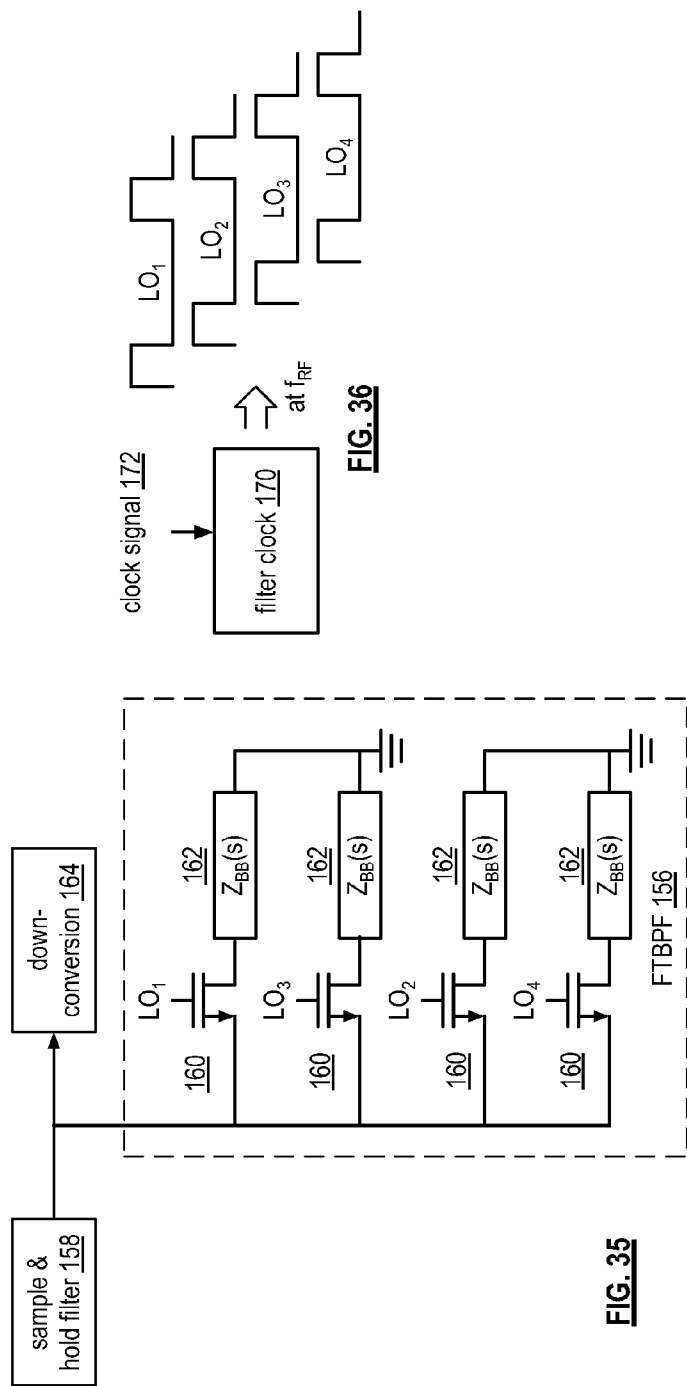 sample &
hold filter 158
down-
conversion 164
LO1
160
162
ZBB(s)
LO3
160
162
ZBB(s)
LO2
160
162
ZBB(s)
LO4
160
162
ZBB(s)
FTBPF 156
FIG. 35
clock signal 172
filter clock 170
at fRF
LO1
LO2
LO3
LO4
FIG. 36